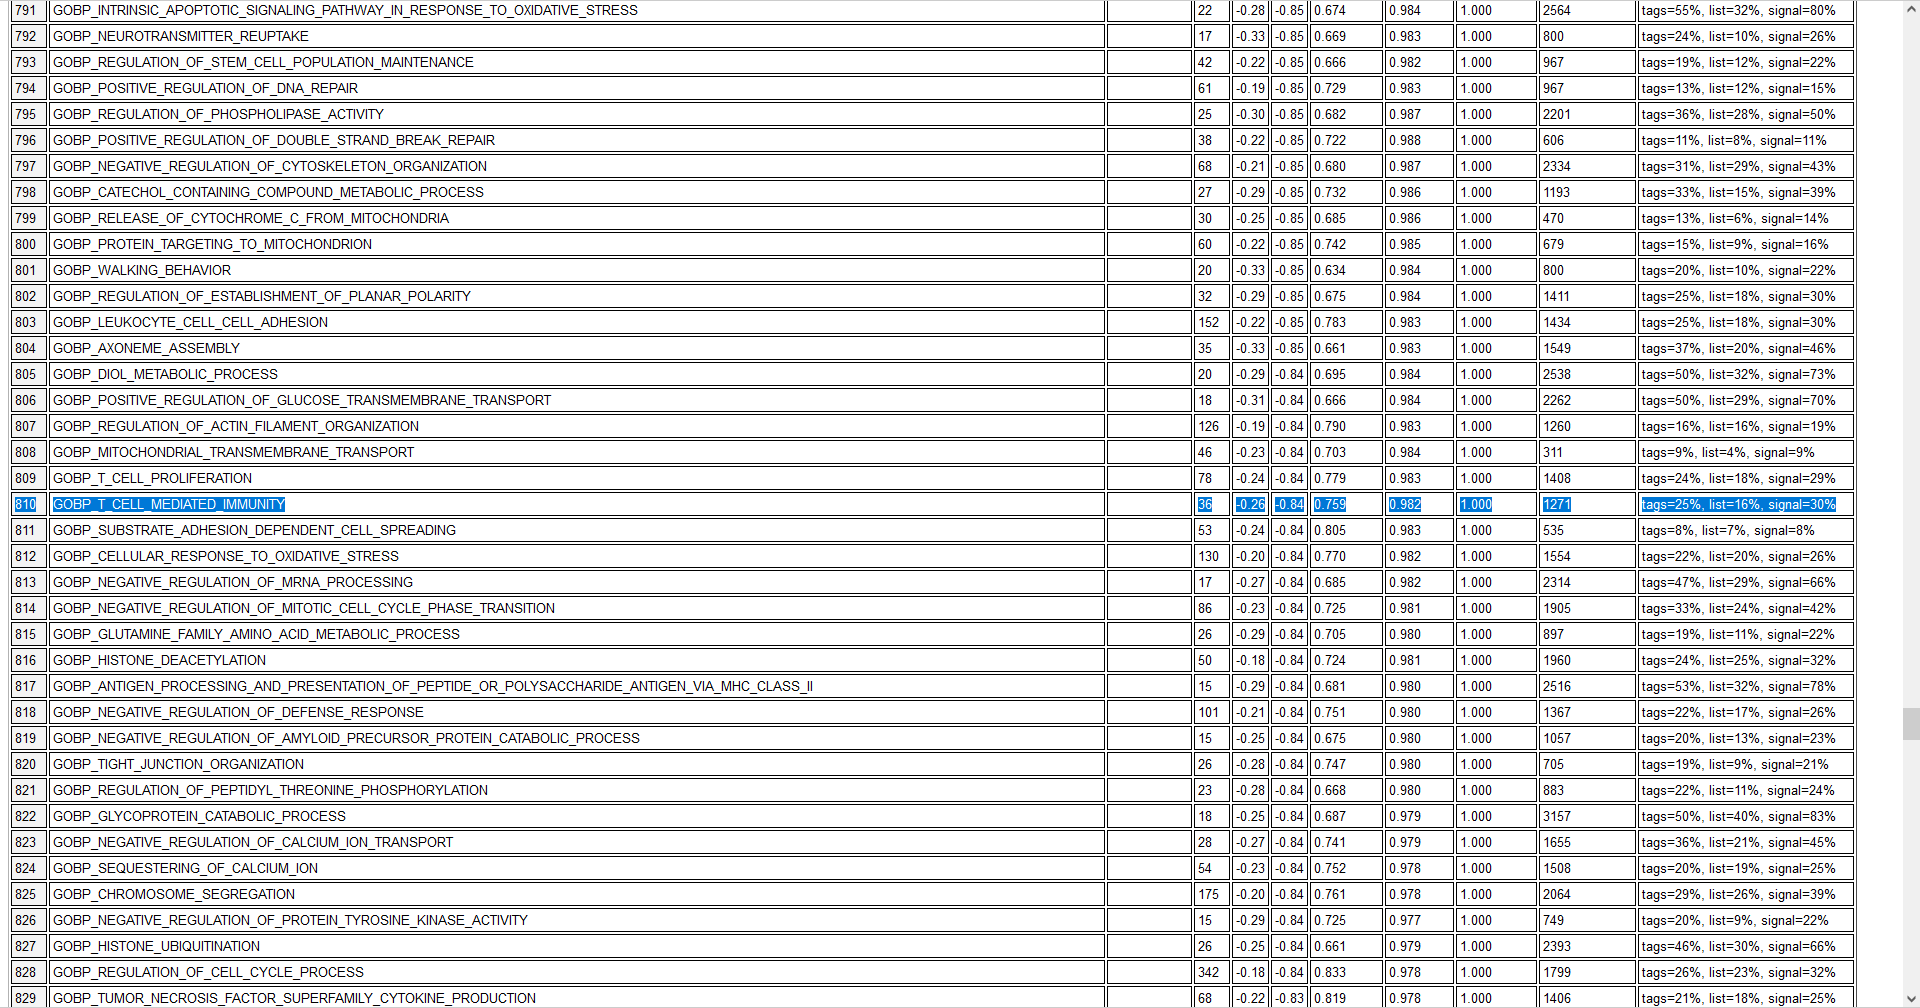 791 GOBP_INTRINSIC_APOPTOTIC_SIGNALING_PATHWAY_IN_RESPONSE_TO_OXIDATIVE_STRESS 22 -0.28 -0.85 0.674 0.984 1.000 2564 tags=55%, list=32%, signal=80%
792 GOBP_NEUROTRANSMITTER_REUPTAKE 17 -0.33 -0.85 0.669 0.983 1.000 800 tags=24%, list=10%, signal=26%
793 GOBP_REGULATION_OF_STEM_CELL_POPULATION_MAINTENANCE 42 -0.22 -0.85 0.666 0.982 1.000 967 tags=19%, list=12%, signal=22%
794 GOBP_POSITIVE_REGULATION_OF_DNA_REPAIR 61 -0.19 -0.85 0.729 0.983 1.000 967 tags=13%, list=12%, signal=15%
795 GOBP_REGULATION_OF_PHOSPHOLIPASE_ACTIVITY 25 -0.30 -0.85 0.682 0.987 1.000 2201 tags=36%, list=28%, signal=50%
796 GOBP_POSITIVE_REGULATION_OF_DOUBLE_STRAND_BREAK_REPAIR 38 -0.22 -0.85 0.722 0.988 1.000 606 tags=11%, list=8%, signal=11%
797 GOBP_NEGATIVE_REGULATION_OF_CYTOSKELETON_ORGANIZATION 68 -0.21 -0.85 0.680 0.987 1.000 2334 tags=31%, list=29%, signal=43%
798 GOBP_CATECHOL_CONTAINING_COMPOUND_METABOLIC_PROCESS 27 -0.29 -0.85 0.732 0.986 1.000 1193 tags=33%, list=15%, signal=39%
799 GOBP_RELEASE_OF_CYTOCHROME_C_FROM_MITOCHONDRIA 30 -0.25 -0.85 0.685 0.986 1.000 470 tags=13%, list=6%, signal=14%
800 GOBP_PROTEIN_TARGETING_TO_MITOCHONDRION 60 -0.22 -0.85 0.742 0.985 1.000 679 tags=15%, list=9%, signal=16%
801 GOBP_WALKING_BEHAVIOR 20 -0.33 -0.85 0.634 0.984 1.000 800 tags=20%, list=10%, signal=22%
802 GOBP_REGULATION_OF_ESTABLISHMENT_OF_PLANAR_POLARITY 32 -0.29 -0.85 0.675 0.984 1.000 1411 tags=25%, list=18%, signal=30%
803 GOBP_LEUKOCYTE_CELL_CELL_ADHESION 152 -0.22 -0.85 0.783 0.983 1.000 1434 tags=25%, list=18%, signal=30%
804 GOBP_AXONEME_ASSEMBLY 35 -0.33 -0.85 0.661 0.983 1.000 1549 tags=37%, list=20%, signal=46%
805 GOBP_DIOL_METABOLIC_PROCESS 20 -0.29 -0.84 0.695 0.984 1.000 2538 tags=50%, list=32%, signal=73%
806 GOBP_POSITIVE_REGULATION_OF_GLUCOSE_TRANSMEMBRANE_TRANSPORT 18 -0.31 -0.84 0.666 0.984 1.000 2262 tags=50%, list=29%, signal=70%
807 GOBP_REGULATION_OF_ACTIN_FILAMENT_ORGANIZATION 126 -0.19 -0.84 0.790 0.983 1.000 1260 tags=16%, list=16%, signal=19%
808 GOBP_MITOCHONDRIAL_TRANSMEMBRANE_TRANSPORT 46 -0.23 -0.84 0.703 0.984 1.000 311 tags=9%, list=4%, signal=9%
809 GOBP_T_CELL_PROLIFERATION 78 -0.24 -0.84 0.779 0.983 1.000 1408 tags=24%, list=18%, signal=29%
810 GOBP_T_CELL_MEDIATED_IMMUNITY 36 -0.26 -0.84 0.759 0.982 1.000 1271 tags=25%, list=16%, signal=30%
811 GOBP_SUBSTRATE_ADHESION_DEPENDENT_CELL_SPREADING 53 -0.24 -0.84 0.805 0.983 1.000 535 tags=8%, list=7%, signal=8%
812 GOBP_CELLULAR_RESPONSE_TO_OXIDATIVE_STRESS 130 -0.20 -0.84 0.770 0.982 1.000 1554 tags=22%, list=20%, signal=26%
813 GOBP_NEGATIVE_REGULATION_OF_MRNA_PROCESSING 17 -0.27 -0.84 0.685 0.982 1.000 2314 tags=47%, list=29%, signal=66%
814 GOBP_NEGATIVE_REGULATION_OF_MITOTIC_CELL_CYCLE_PHASE_TRANSITION 86 -0.23 -0.84 0.725 0.981 1.000 1905 tags=33%, list=24%, signal=42%
815 GOBP_GLUTAMINE_FAMILY_AMINO_ACID_METABOLIC_PROCESS 26 -0.29 -0.84 0.705 0.980 1.000 897 tags=19%, list=11%, signal=22%
816 GOBP_HISTONE_DEACETYLATION 50 -0.18 -0.84 0.724 0.981 1.000 1960 tags=24%, list=25%, signal=32%
817 GOBP_ANTIGEN_PROCESSING_AND_PRESENTATION_OF_PEPTIDE_OR_POLYSACCHARIDE_ANTIGEN_VIA_MHC_CLASS_II 15 -0.29 -0.84 0.681 0.980 1.000 2516 tags=53%, list=32%, signal=78%
818 GOBP_NEGATIVE_REGULATION_OF_DEFENSE_RESPONSE 101 -0.21 -0.84 0.751 0.980 1.000 1367 tags=22%, list=17%, signal=26%
819 GOBP_NEGATIVE_REGULATION_OF_AMYLOID_PRECURSOR_PROTEIN_CATABOLIC_PROCESS 15 -0.25 -0.84 0.675 0.980 1.000 1057 tags=20%, list=13%, signal=23%
820 GOBP_TIGHT_JUNCTION_ORGANIZATION 26 -0.28 -0.84 0.747 0.980 1.000 705 tags=19%, list=9%, signal=21%
821 GOBP_REGULATION_OF_PEPTIDYL_THREONINE_PHOSPHORYLATION 23 -0.28 -0.84 0.668 0.980 1.000 883 tags=22%, list=11%, signal=24%
822 GOBP_GLYCOPROTEIN_CATABOLIC_PROCESS 18 -0.25 -0.84 0.687 0.979 1.000 3157 tags=50%, list=40%, signal=83%
823 GOBP_NEGATIVE_REGULATION_OF_CALCIUM_ION_TRANSPORT 28 -0.27 -0.84 0.741 0.979 1.000 1655 tags=36%, list=21%, signal=45%
824 GOBP_SEQUESTERING_OF_CALCIUM_ION 54 -0.23 -0.84 0.752 0.978 1.000 1508 tags=20%, list=19%, signal=25%
825 GOBP_CHROMOSOME_SEGREGATION 175 -0.20 -0.84 0.761 0.978 1.000 2064 tags=29%, list=26%, signal=39%
826 GOBP_NEGATIVE_REGULATION_OF_PROTEIN_TYROSINE_KINASE_ACTIVITY 15 -0.29 -0.84 0.725 0.977 1.000 749 tags=20%, list=9%, signal=22%
827 GOBP_HISTONE_UBIQUITINATION 26 -0.25 -0.84 0.661 0.979 1.000 2393 tags=46%, list=30%, signal=66%
828 GOBP_REGULATION_OF_CELL_CYCLE_PROCESS 342 -0.18 -0.84 0.833 0.978 1.000 1799 tags=26%, list=23%, signal=32%
829 GOBP_TUMOR_NECROSIS_FACTOR_SUPERFAMILY_CYTOKINE_PRODUCTION 68 -0.22 -0.83 0.819 0.978 1.000 1406 tags=21%, list=18%, signal=25%